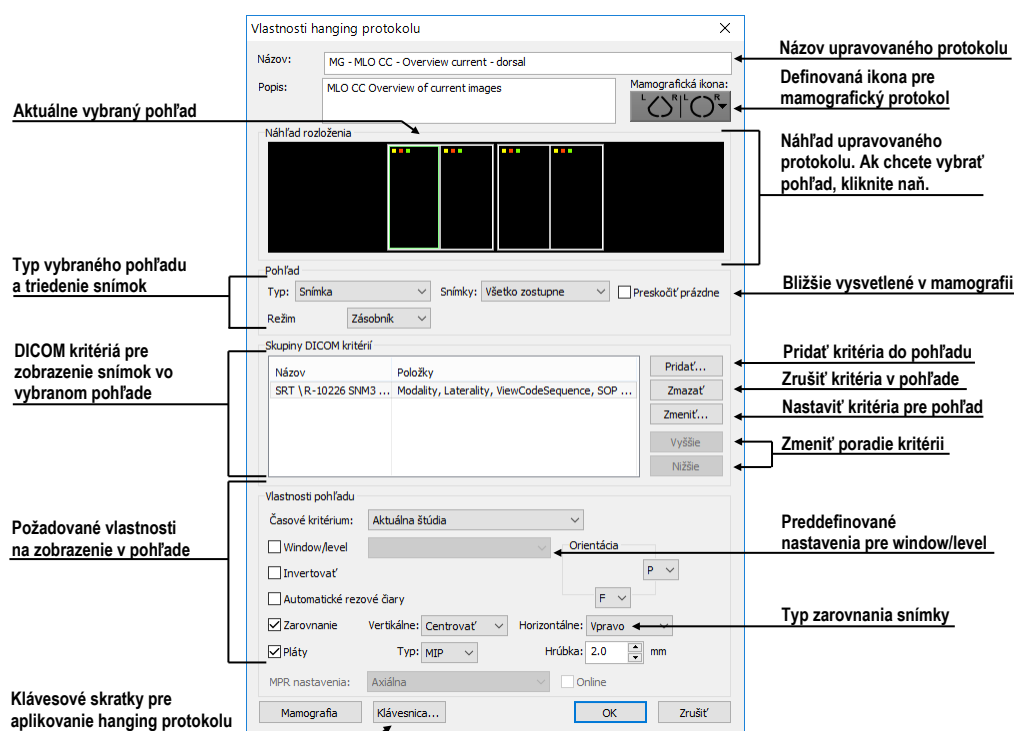 Vlastnosti hanging protokolu
Názov:
MG - MLO CC - Overview current - dorsal
Názov upravovaného protokolu
Popis:
MLO CC Overview of current images
Mamografická ikona:
L R L R
Definovaná ikona pre
mamografický protokol
Aktuálne vybraný pohľad
Náhľad rozloženia
Náhľad upravovaného
protokolu. Ak chcete vybrať
pohľad, kliknite naň.
Typ vybraného pohľadu
a triedenie snímok
Pohľad
Typ: Snímka Snímky: Všetko zostupne Preskočiť prázdne
Bližšie vysvetlené v mamografii
Režim Zásobník
DICOM kritériá pre
zobrazenie snímok vo
vybranom pohľade
Skupiny DICOM kritérií
Názov Položky
SRT \ R-10226 SNM3 ... Modality, Laterality, ViewCodeSequence, SOP ...
Pridať...
Zmazať
Zmeniť...
Vyššie
Nižšie
Pridať kritéria do pohľadu
Zrušiť kritéria v pohľade
Nastaviť kritéria pre pohľad
Zmeniť poradie kritérii
Požadované vlastnosti
na zobrazenie v pohľade
Vlastnosti pohľadu
Časové kritérium: Aktuálna štúdia
Window/level
Orientácia
P
F
Invertovať
Automatické rezové čiary
Zarovnanie Vertikálne: Centrovať Horizontálne: Vpravo
Pláty Typ: MIP Hrúbka: 2.0 mm
MPR nastavenia: Axiálna Online
Preddefinované
nastavenia pre window/level
Typ zarovnania snímky
Klávesové skratky pre
aplikovanie hanging protokolu
Mamografia Klávesnica... OK Zrušiť